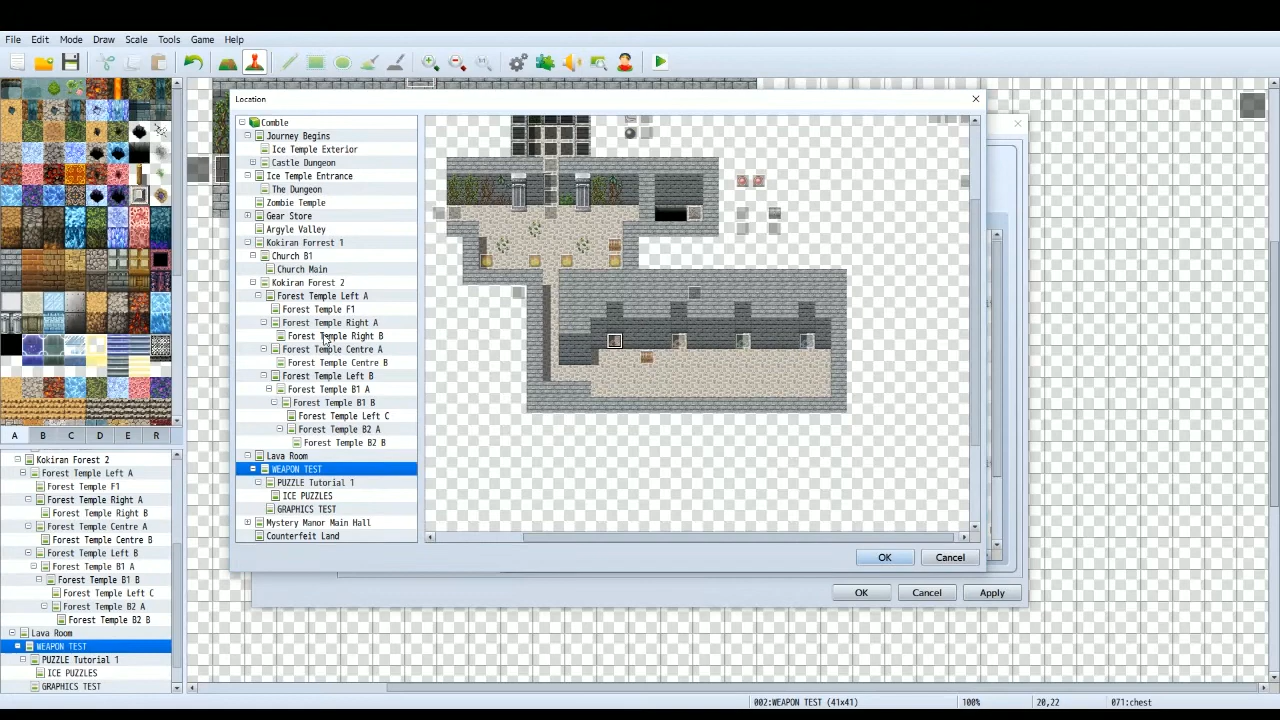 File Edit Mode Draw Scale Tools Game Help
Location
Comble
Journey Begins
Ice Temple Exterior
Castle Dungeon
Ice Temple Entrance
The Dungeon
Zombie Temple
Gear Store
Argyle Valley
Kokiran Forrest 1
Church B1
Church Main
Kokiran Forest 2
Forest Temple Left A
Forest Temple F1
Forest Temple Right A
Forest Temple Right B
Forest Temple Centre A
Forest Temple Centre B
Forest Temple Left B
Forest Temple B1 A
Forest Temple B1 B
Forest Temple Left C
Forest Temple B2 A
Forest Temple B2 B
Lava Room
WEAPON TEST
PUZZLE Tutorial 1
ICE PUZZLES
GRAPHICS TEST
Mystery Manor Main Hall
Counterfeit Land
OK Cancel
OK Cancel Apply
A B C D E R
Kokiran Forest 2
Forest Temple Left A
Forest Temple F1
Forest Temple Right A
Forest Temple Right B
Forest Temple Centre A
Forest Temple Centre B
Forest Temple Left B
Forest Temple B1 A
Forest Temple B1 B
Forest Temple Left C
Forest Temple B2 A
Forest Temple B2 B
Lava Room
WEAPON TEST
PUZZLE Tutorial 1
ICE PUZZLES
GRAPHICS TEST
002:WEAPON TEST (41x41) 100% 20,22 071:chest